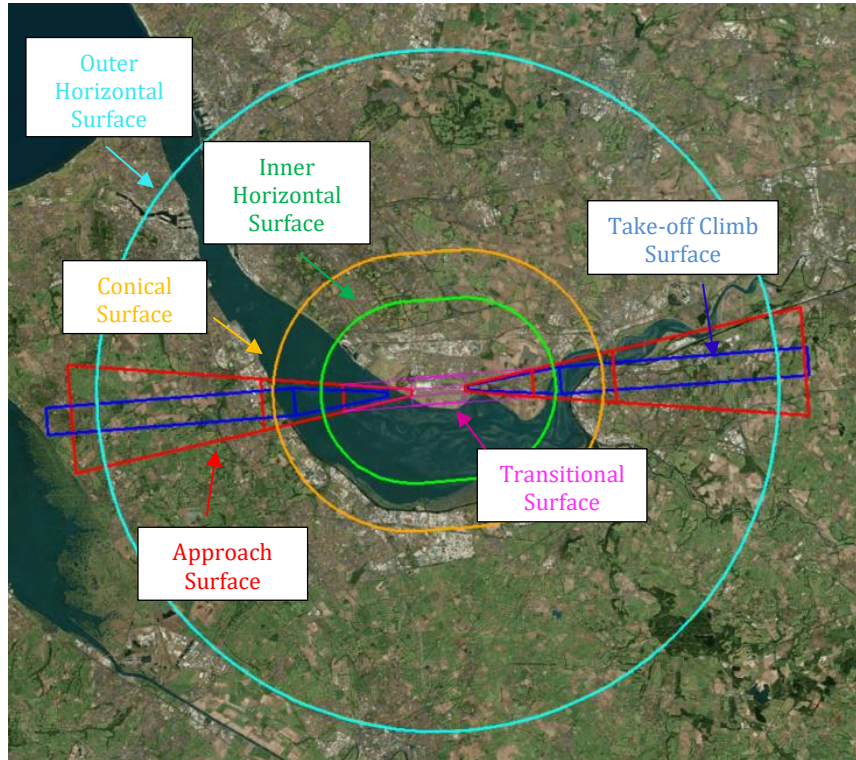 Outer
Horizontal
Surface
Inner
Horizontal
Surface
Take-off Climb
Surface
Conical
Surface
Transitional
Surface
Approach
Surface